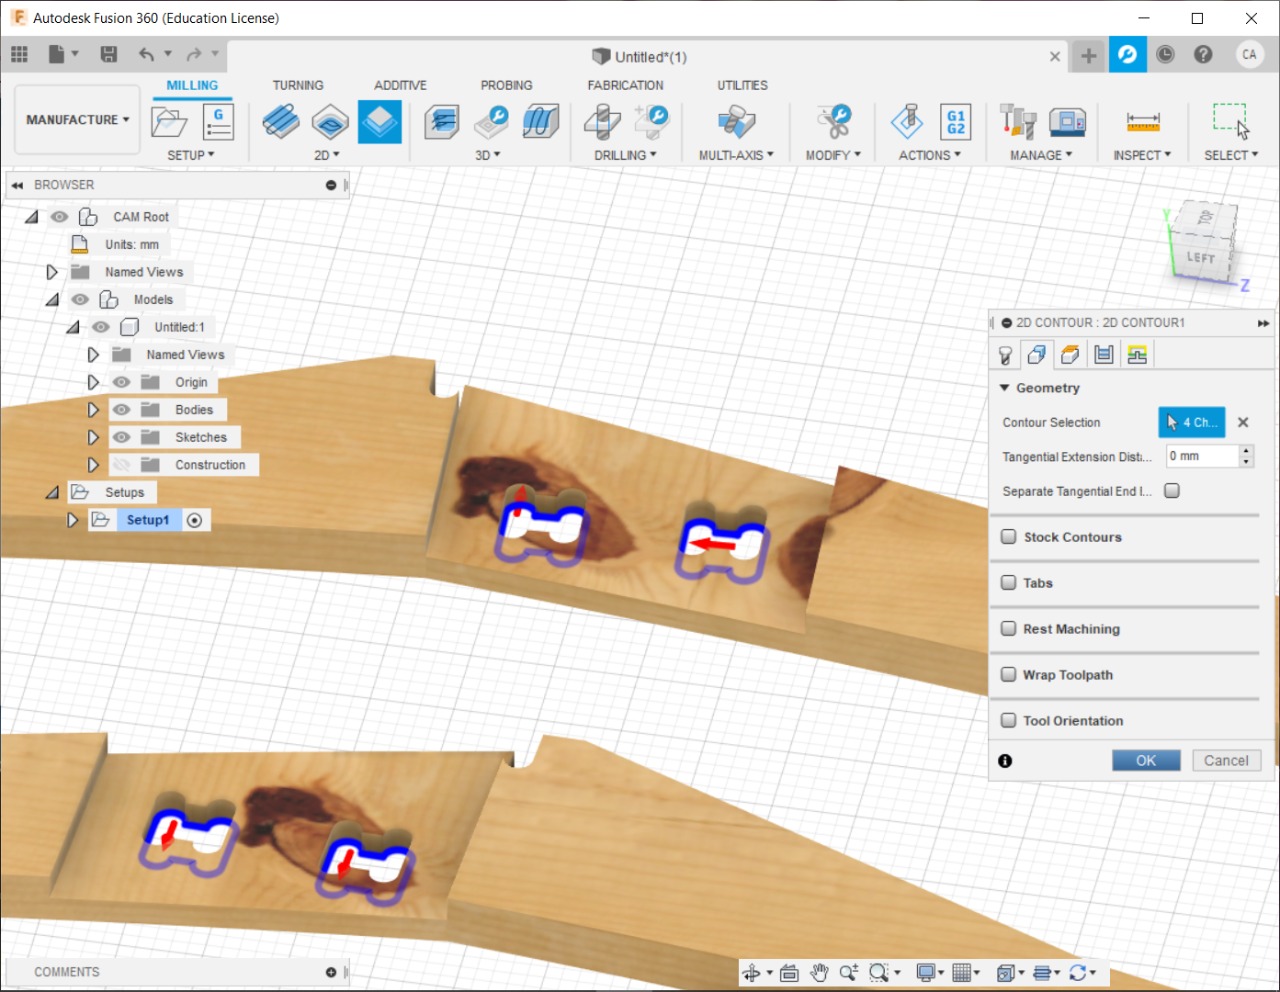 Autodesk Fusion 360 (Education License)
Untitled*(1)
CA
MILLING TURNING ADDITIVE PROBING FABRICATION UTILITIES
MANUFACTURE
G
G1
G2
SETUP 2D 3D DRILLING MULTI-AXIS MODIFY ACTIONS MANAGE INSPECT SELECT
BROWSER
CAM Root
Units: mm
Named Views
Models
Untitled:1
Named Views
Origin
Bodies
Sketches
Construction
Setups
Setup1
Y
TOP
LEFT
Z
2D CONTOUR : 2D CONTOUR1
Geometry
Contour Selection 4 Ch...
Tangential Extension Dist... 0 mm
Separate Tangential End l...
Stock Contours
Tabs
Rest Machining
Wrap Toolpath
Tool Orientation
OK Cancel
COMMENTS